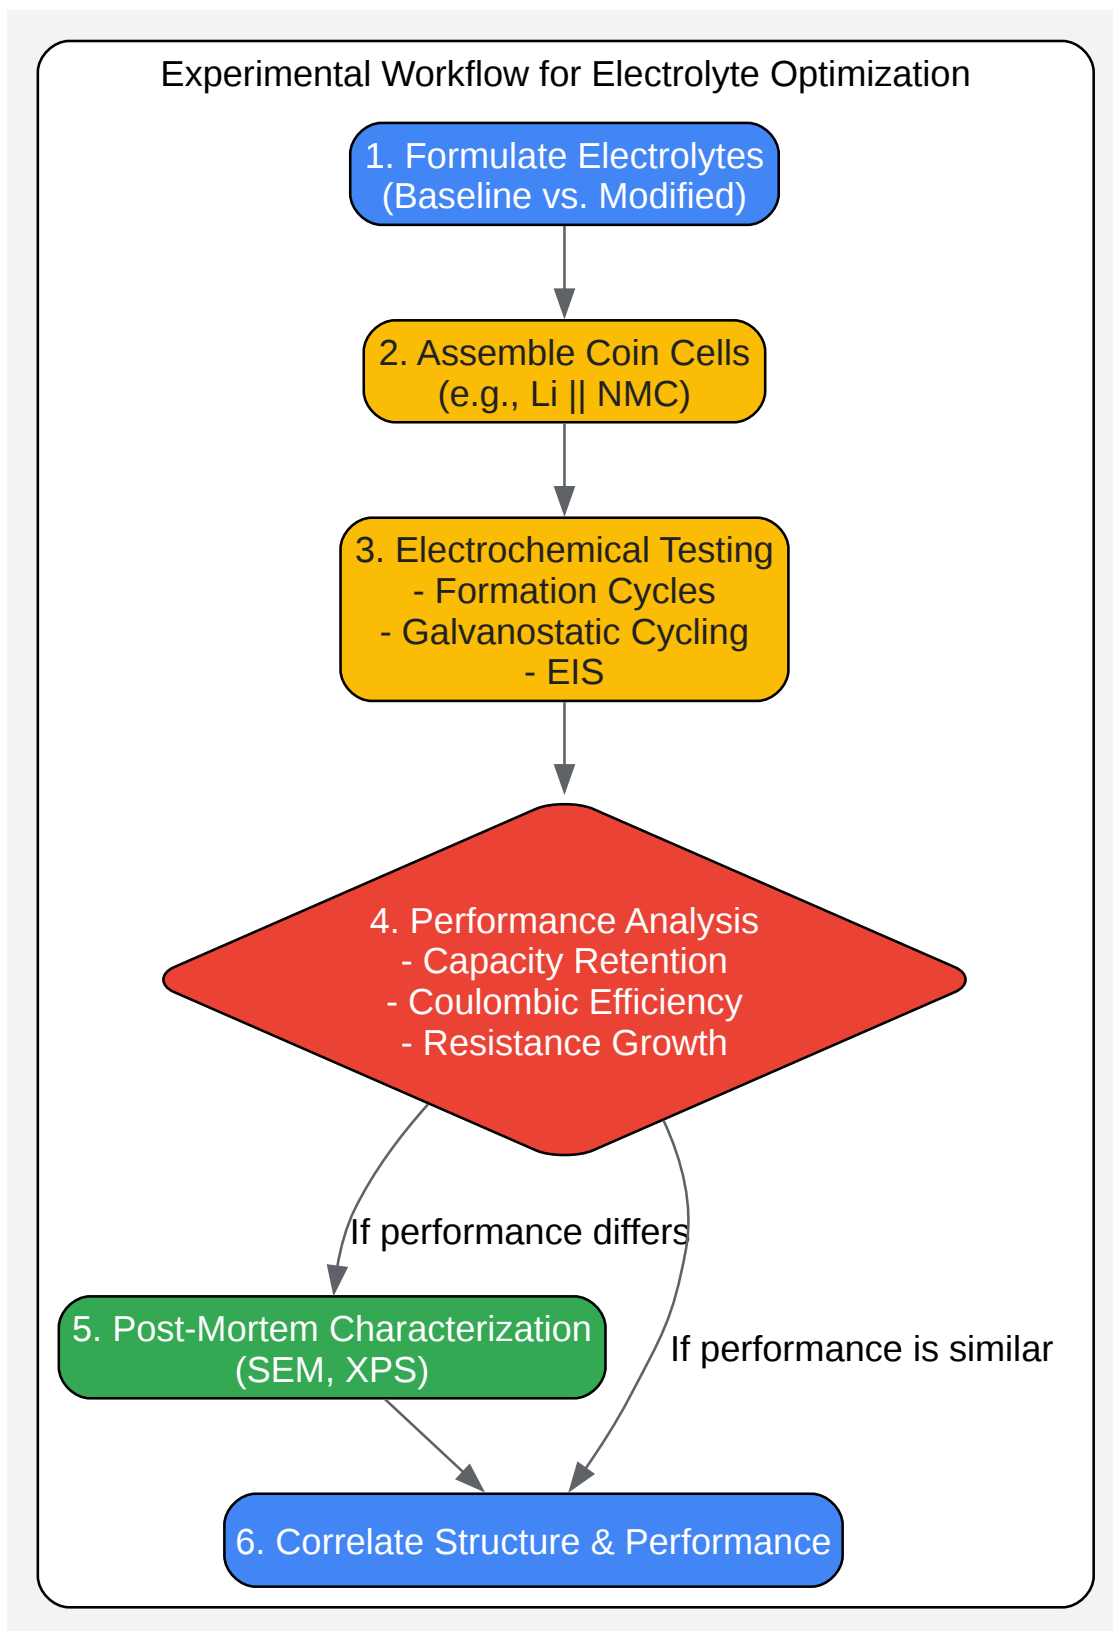 Experimental Workflow for Electrolyte Optimization
1. Formulate Electrolytes
(Baseline vs. Modified)
2. Assemble Coin Cells
(e.g., Li || NMC)
3. Electrochemical Testing
- Formation Cycles
- Galvanostatic Cycling
- EIS
4. Performance Analysis
- Capacity Retention
- Coulombic Efficiency
- Resistance Growth
If performance differs
5. Post-Mortem Characterization
(SEM, XPS)
If performance is similar
6. Correlate Structure & Performance